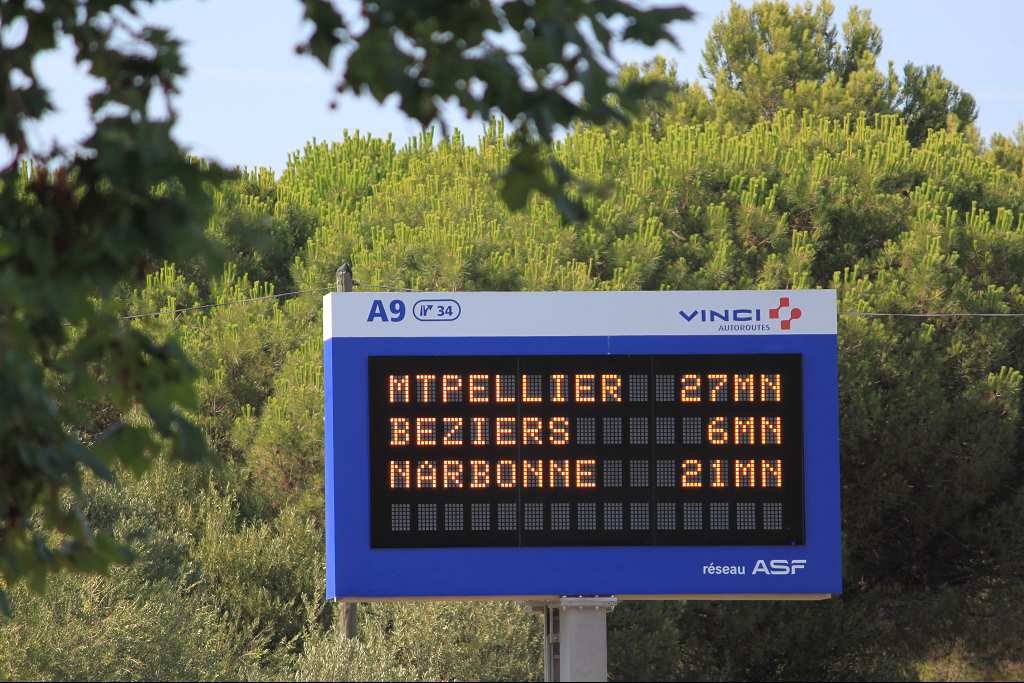 A9 34 VINCI
AUTOROUTES
MTPELLIER 27MN
BEZIERS 6MN
NARBONNE 21MN
réseau ASF